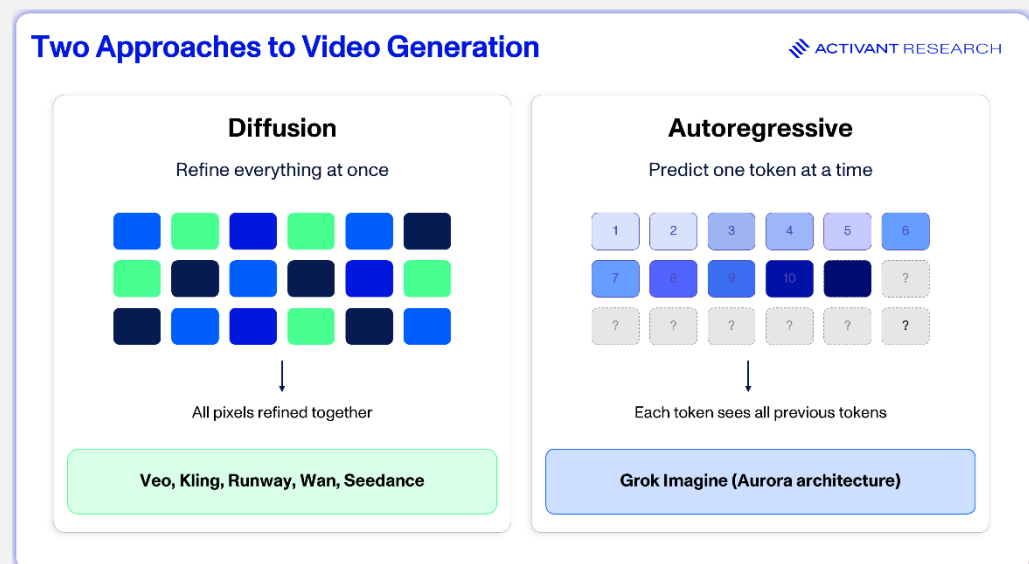 Two Approaches to Video Generation
ACTIVANT RESEARCH
Diffusion
Refine everything at once
All pixels refined together
Veo, Kling, Runway, Wan, Seedance
Autoregressive
Predict one token at a time
1 2 3 4 5 6
7 8 9 10 ?
? ? ? ? ? ?
Each token sees all previous tokens
Grok Imagine (Aurora architecture)